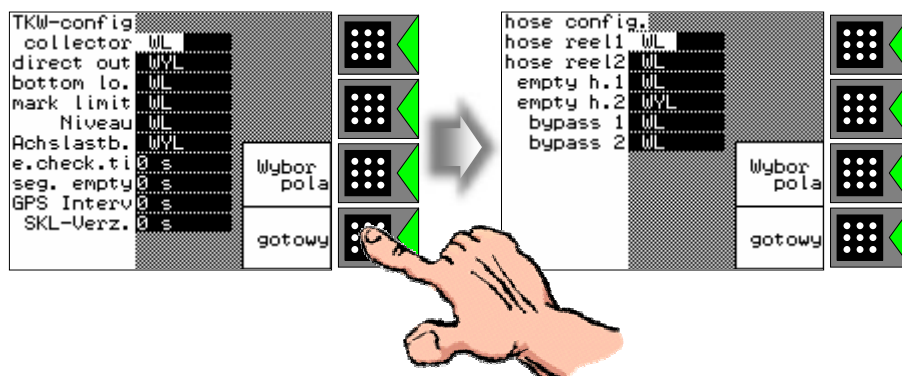 TKW-config
collector WL
direct out WYL
bottom lo. WL
mark limit WL
Niveau WL
Achslastb. WYL
e.check.ti 0 s
seg. empty 0 s
GPS Interv 0 s
SKL-Verz. 0 s
Wybor
pola
gotowy
hose config.
hose reel1 WL
hose reel2 WL
empty h.1 WL
empty h.2 WYL
bypass 1 WL
bypass 2 WL
Wybor
pola
gotowy